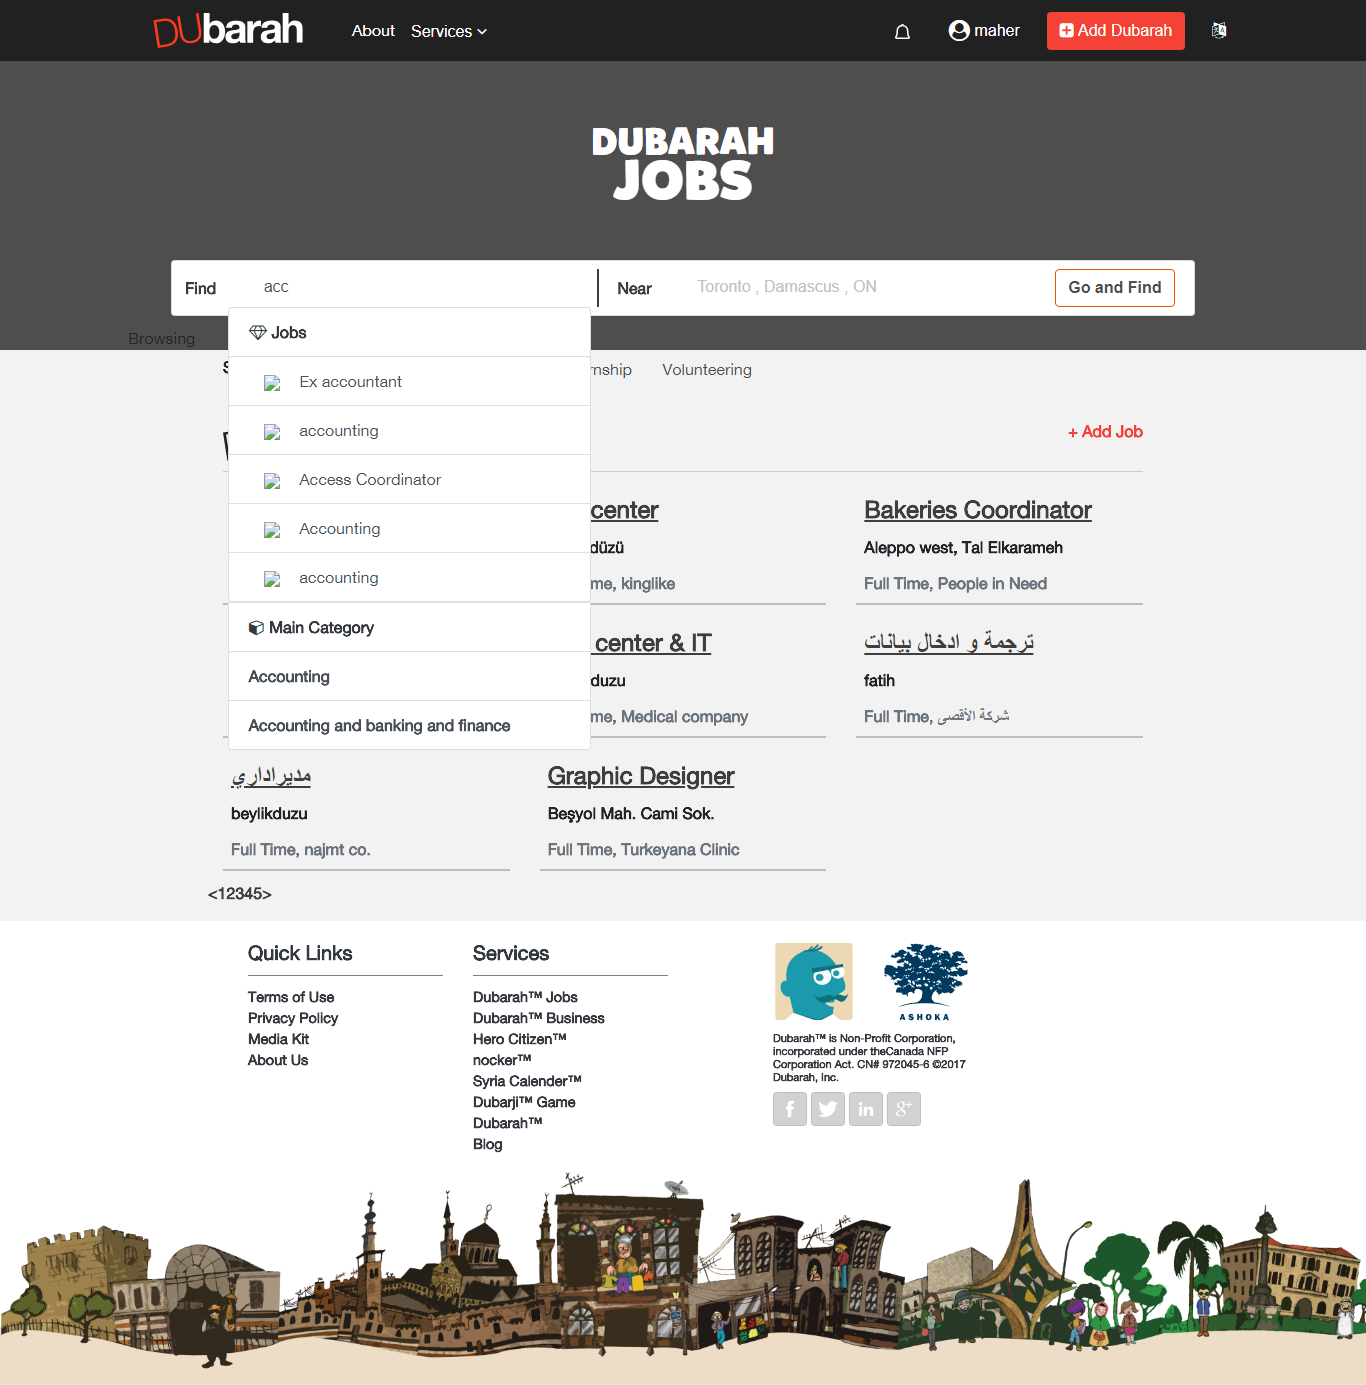 DUbarah
About
Services
maher
Add Dubarah
DUBARAH
JOBS
Find
acc
Near
Toronto , Damascus , ON
Go and Find
Browsing
Jobs
Ex accountant
accounting
Access Coordinator
Accounting
accounting
Main Category
Accounting
Accounting and banking and finance
Volunteering
+ Add Job
center
kinglike
Bakeries Coordinator
Aleppo west, Tal Elkarameh
Full Time, People in Need
center & IT
Medical company
ترجمة و ادخال بيانات
fatih
Full Time, شركة الأقصى
مديراداري
beylikduzu
Full Time, najmt co.
Graphic Designer
Beşyol Mah. Cami Sok.
Full Time, Turkeyana Clinic
<12345>
Quick Links
Terms of Use
Privacy Policy
Media Kit
About Us
Services
Dubarah™ Jobs
Dubarah™ Business
Hero Citizen™
nocker™
Syria Calender™
Dubarji™ Game
Dubarah™
Blog
ASHOKA
Dubarah™ is Non-Profit Corporation,
incorporated under theCanada NFP
Corporation Act. CN# 972045-6 ©2017
Dubarah, Inc.